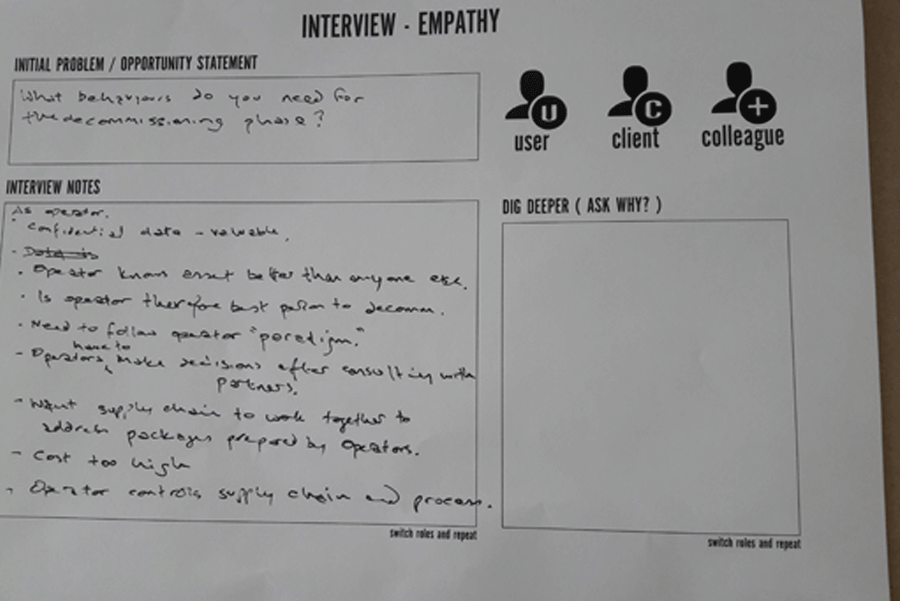 INTERVIEW - EMPATHY
INITIAL PROBLEM / OPPORTUNITY STATEMENT
What behaviours do you need for
the decommissioning phase?
U
user
C
client
+
colleague
INTERVIEW NOTES
As operator.
Confidential data - valuable.
- Data is
- Operator knows asset better than anyone else.
- Is operator therefore best person to decomm.
- Need to follow operator "paradigm."
have to
- Operators, make decisions after consulting with
partners.
- Want supply chain to work together to
address packages prepared by Operators.
- Cost too high
- Operator controls supply chain and process.
switch roles and repeat
DIG DEEPER ( ASK WHY? )
switch roles and repeat